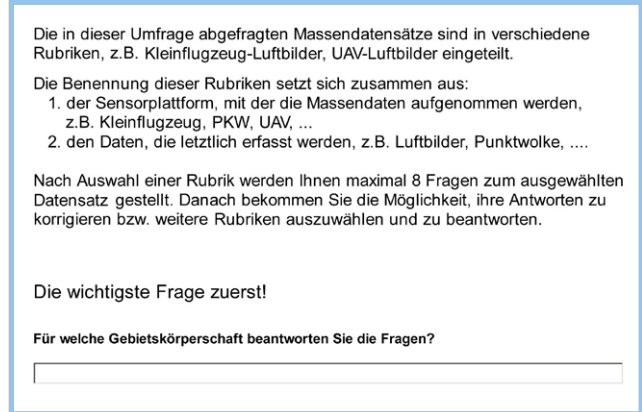 Die in dieser Umfrage abgefragten Massendatensätze sind in verschiedene
Rubriken, z.B. Kleinflugzeug-Luftbilder, UAV-Luftbilder eingeteilt.
Die Benennung dieser Rubriken setzt sich zusammen aus:
1. der Sensorplattform, mit der die Massendaten aufgenommen werden,
z.B. Kleinflugzeug, PKW, UAV, ...
2. den Daten, die letztlich erfasst werden, z.B. Luftbilder, Punktwolke, ....
Nach Auswahl einer Rubrik werden Ihnen maximal 8 Fragen zum ausgewählten
Datensatz gestellt. Danach bekommen Sie die Möglichkeit, ihre Antworten zu
korrigieren bzw. weitere Rubriken auszuwählen und zu beantworten.
Die wichtigste Frage zuerst!
Für welche Gebietskörperschaft beantworten Sie die Fragen?